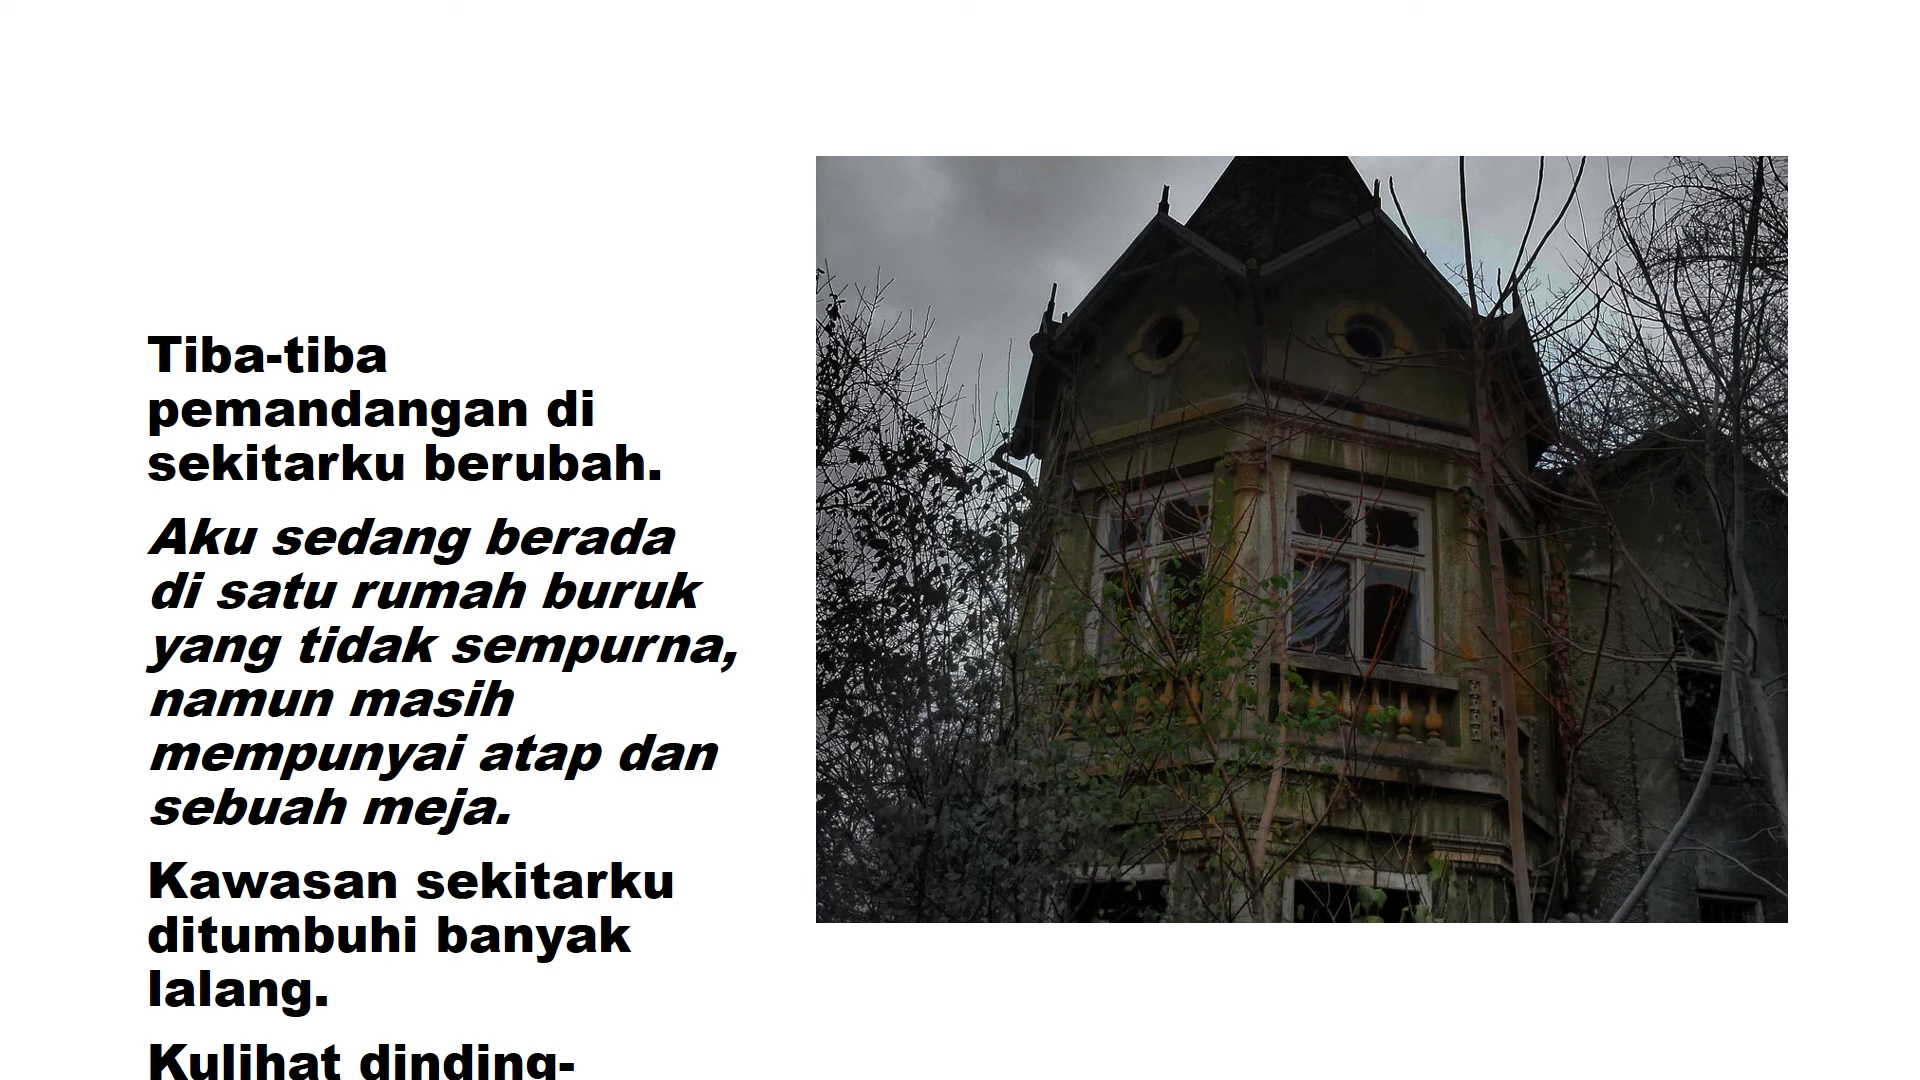 Tiba-tiba
pemandangan di
sekitarku berubah.
Aku sedang berada
di satu rumah buruk
yang tidak sempurna,
namun masih
mempunyai atap dan
sebuah meja.
Kawasan sekitarku
ditumbuhi banyak
lalang.
Kulihat dinding-